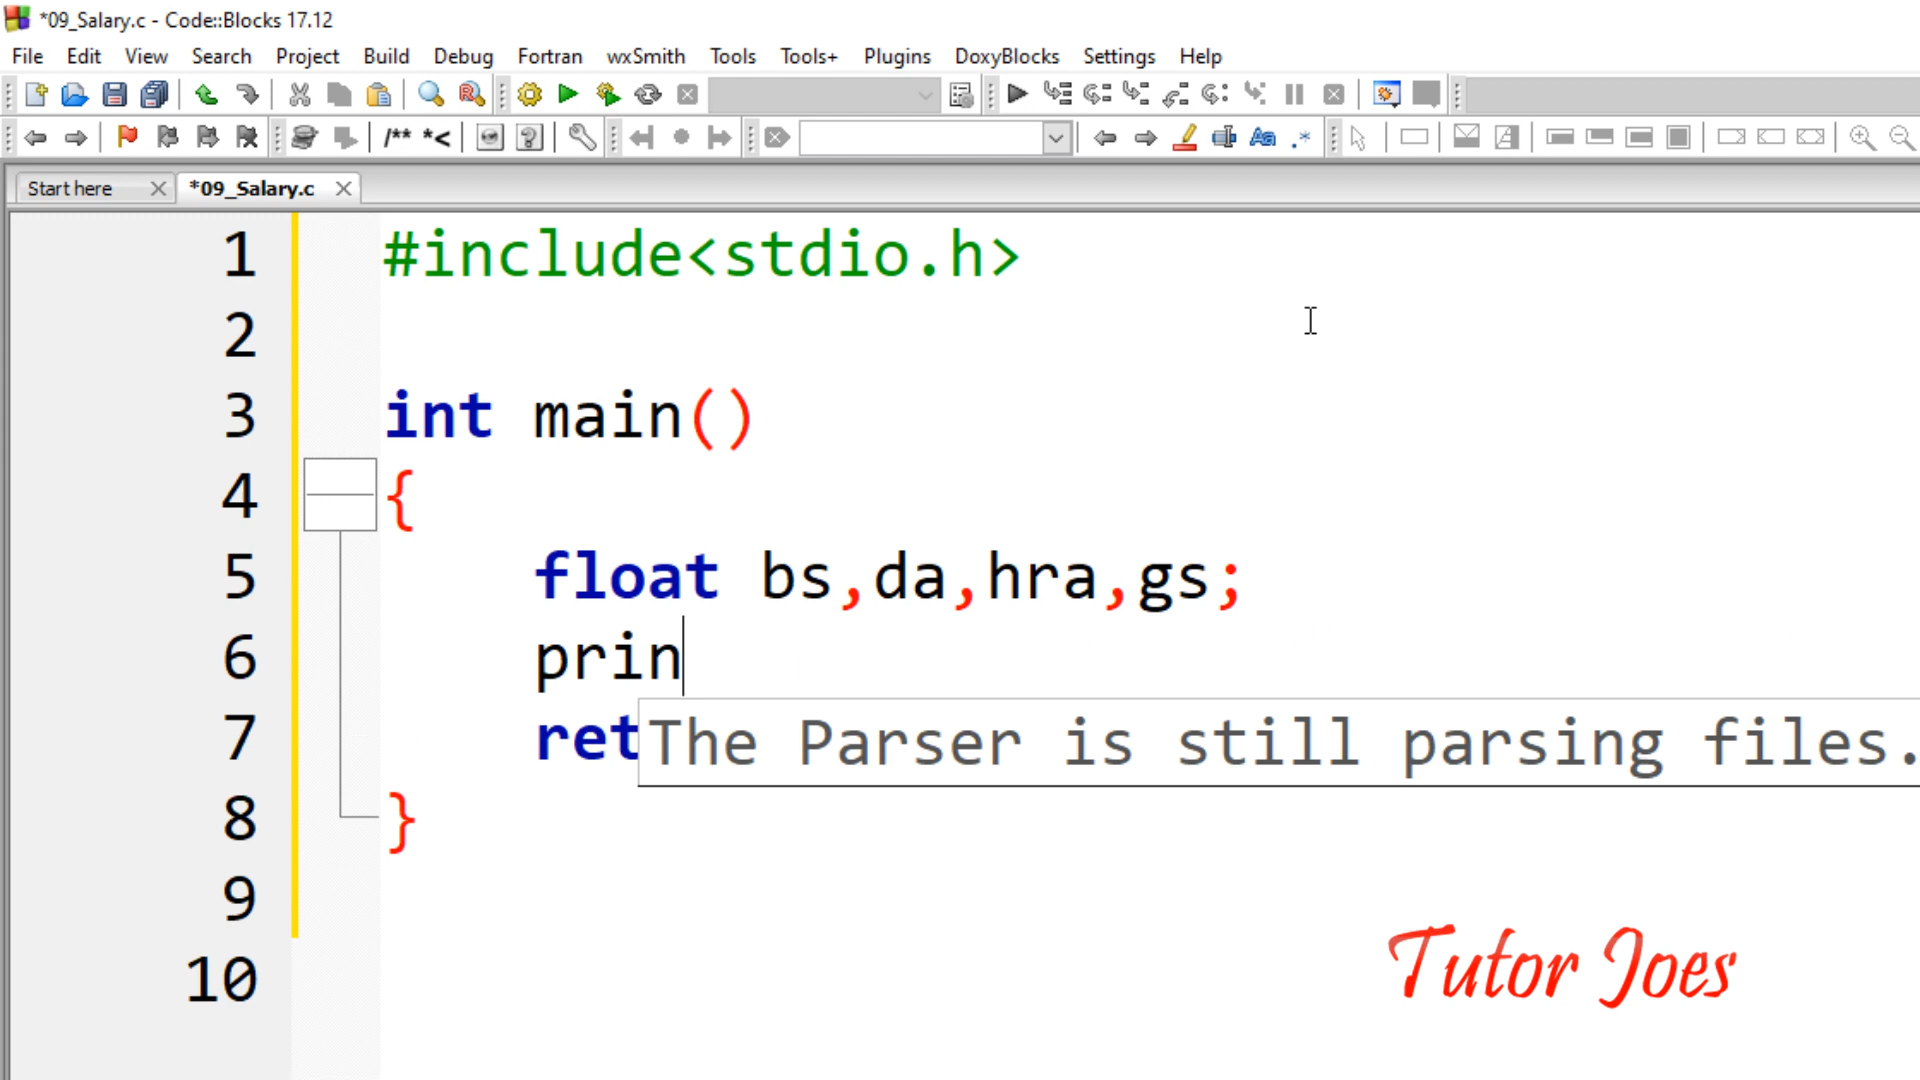 *09_Salary.c - Code::Blocks 17.12
File Edit View Search Project Build Debug Fortran wxSmith Tools Tools+ Plugins DoxyBlocks Settings Help
/** *<
Start here *09_Salary.c
1 #include<stdio.h>
2
3 int main()
4 {
5 float bs,da,hra,gs;
6 prin
7 ret
The Parser is still parsing files.
8 }
9
10
Tutor Joes